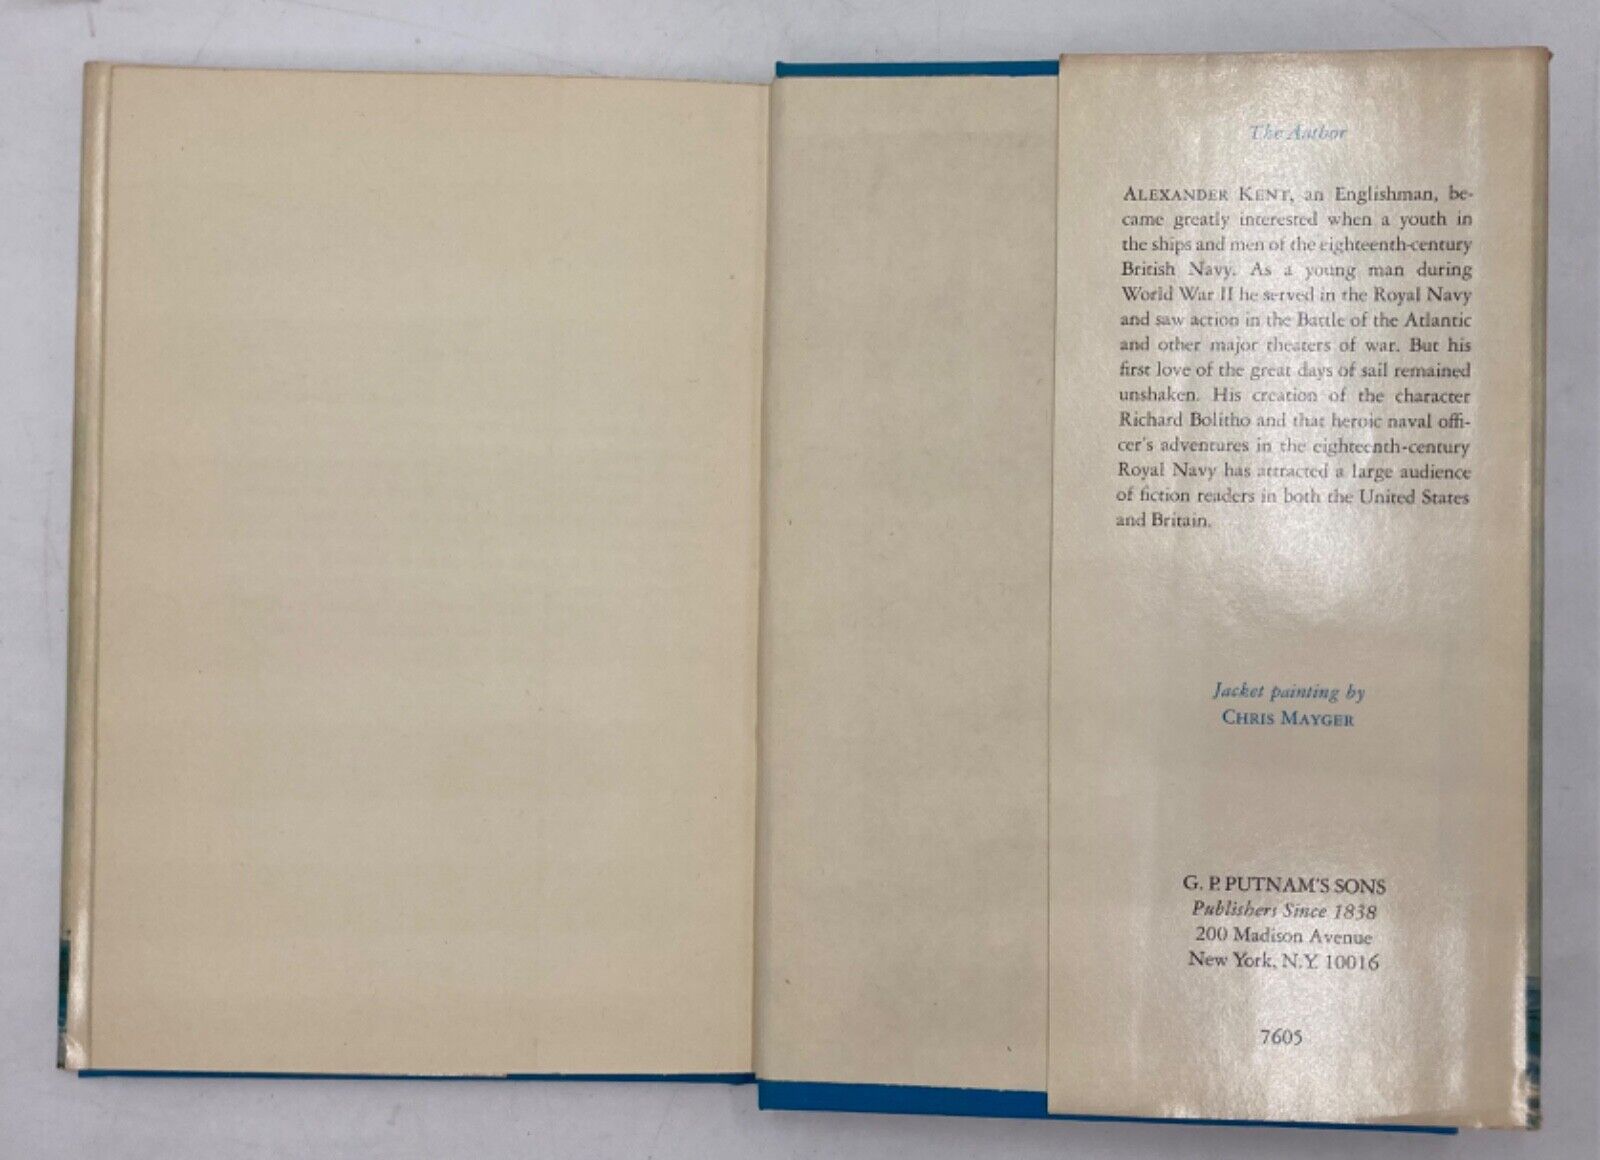 The Author
ALEXANDER KENT, an Englishman, be-
came greatly interested when a youth in
the ships and men of the eighteenth-century
British Navy. As a young man during
World War II he served in the Royal Navy
and saw action in the Battle of the Atlantic
and other major theaters of war. But his
first love of the great days of sail remained
unshaken. His creation of the character
Richard Bolitho and that heroic naval offi-
cer's adventures in the eighteenth-century
Royal Navy has attracted a large audience
of fiction readers in both the United States
and Britain.
Jacket painting by
CHRIS MAYGER
G. P. PUTNAM'S SONS
Publishers Since 1838
200 Madison Avenue
New York, N.Y. 10016
7605